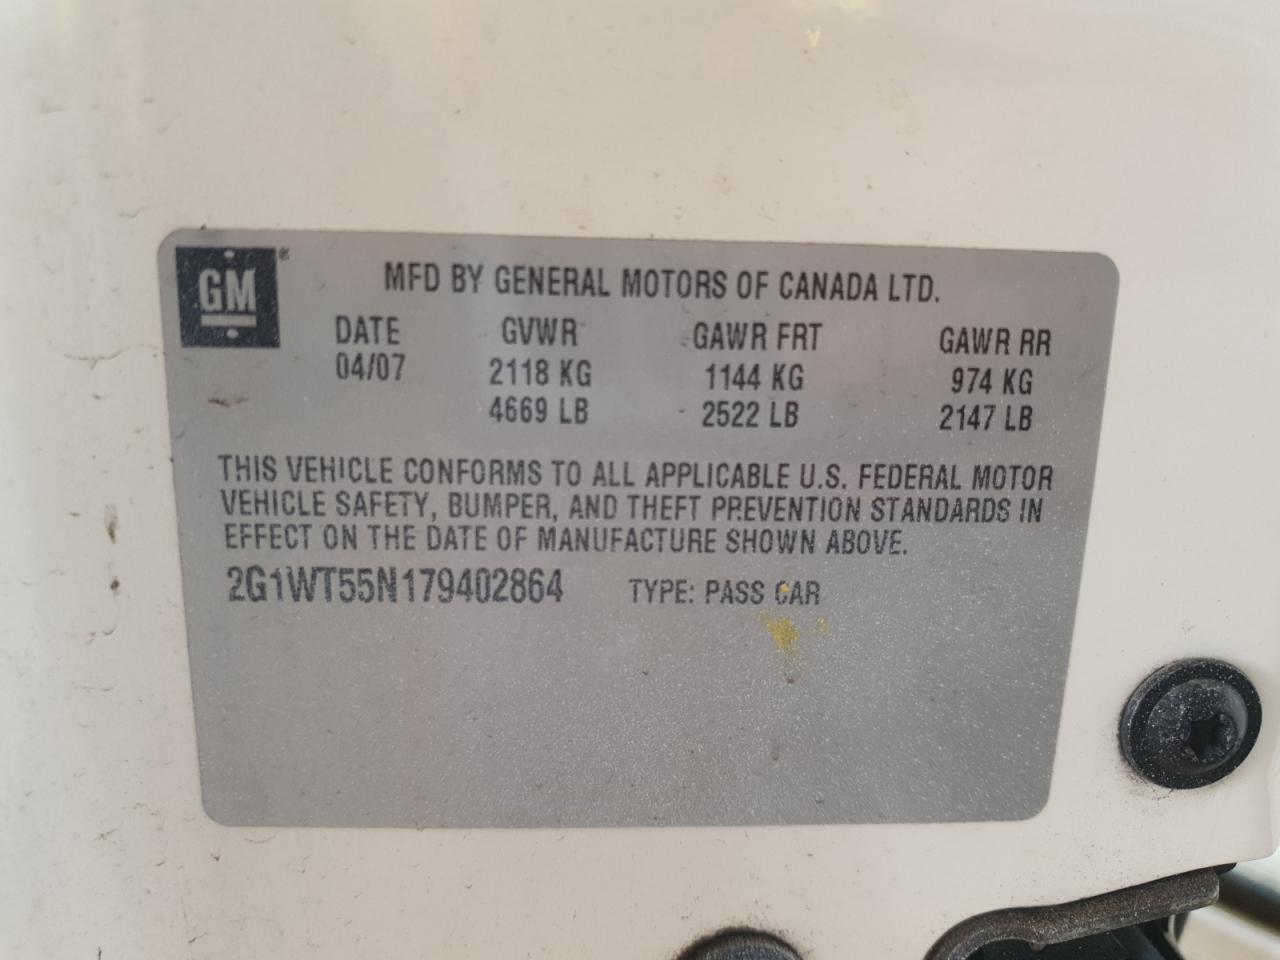 GM ®
MFD BY GENERAL MOTORS OF CANADA LTD.
DATE GVWR GAWR FRT GAWR RR
04/07 2118 KG 1144 KG 974 KG
4669 LB 2522 LB 2147 LB
THIS VEHICLE CONFORMS TO ALL APPLICABLE U.S. FEDERAL MOTOR
VEHICLE SAFETY, BUMPER, AND THEFT PREVENTION STANDARDS IN
EFFECT ON THE DATE OF MANUFACTURE SHOWN ABOVE.
2G1WT55N179402864 TYPE: PASS CAR